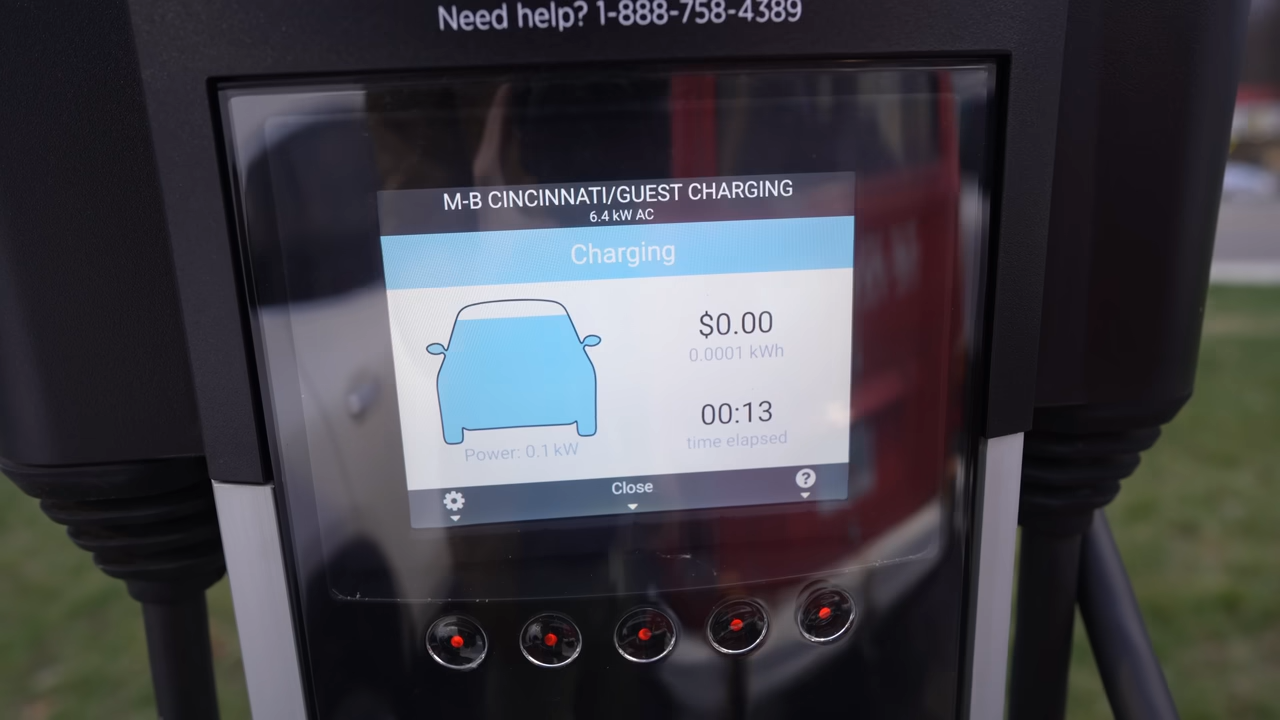 Need help? 1-888-758-4389
M-B CINCINNATI/GUEST CHARGING
6.4 kW AC
Charging
$0.00
0.0001 kWh
00:13
time elapsed
Power: 0.1 kW
Close
?